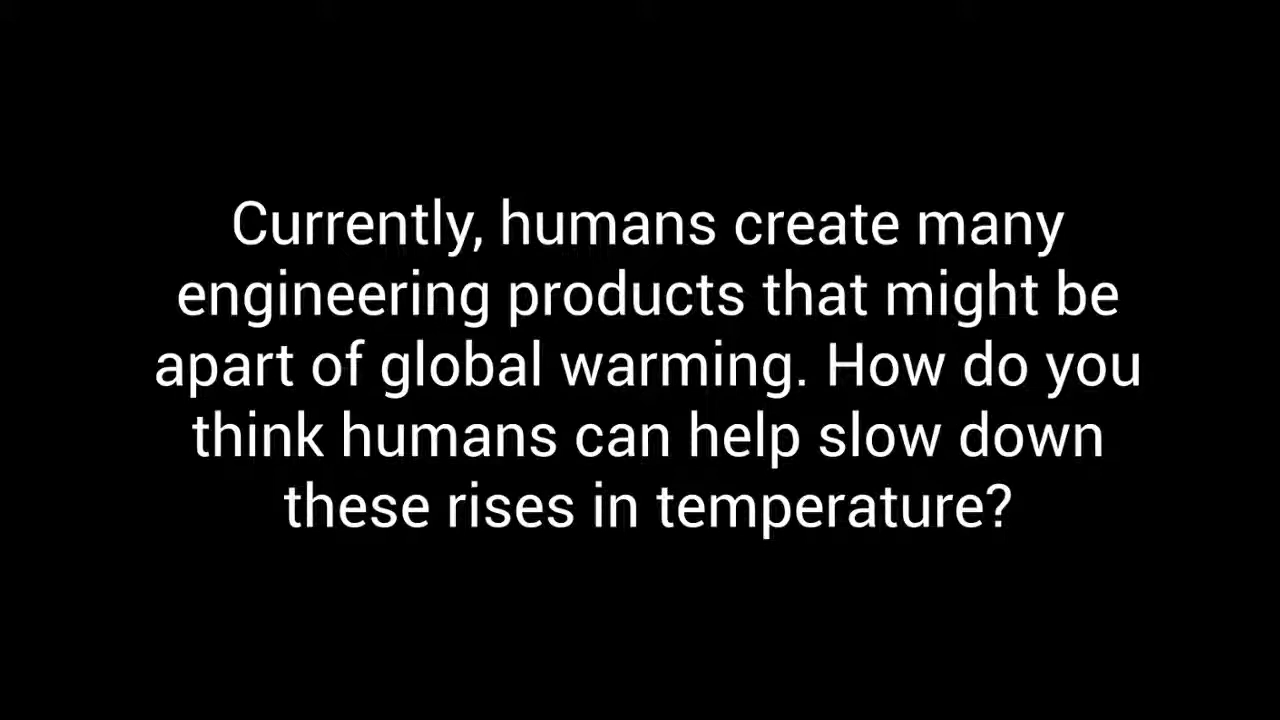 Currently, humans create many
engineering products that might be
apart of global warming. How do you
think humans can help slow down
these rises in temperature?